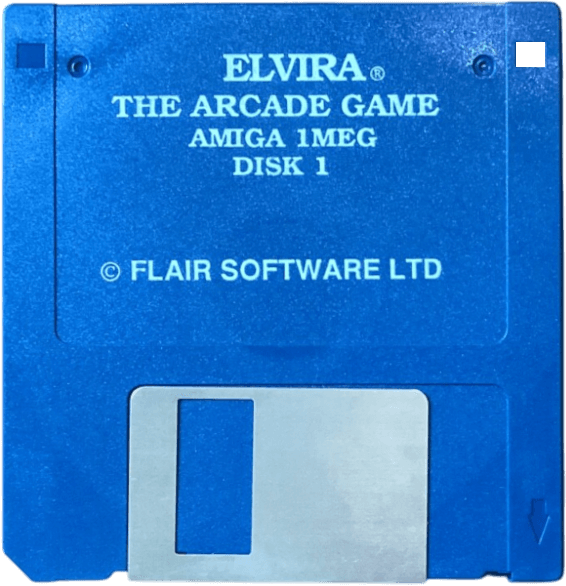 ELVIRA®
THE ARCADE GAME
AMIGA 1MEG
DISK 1
© FLAIR SOFTWARE LTD